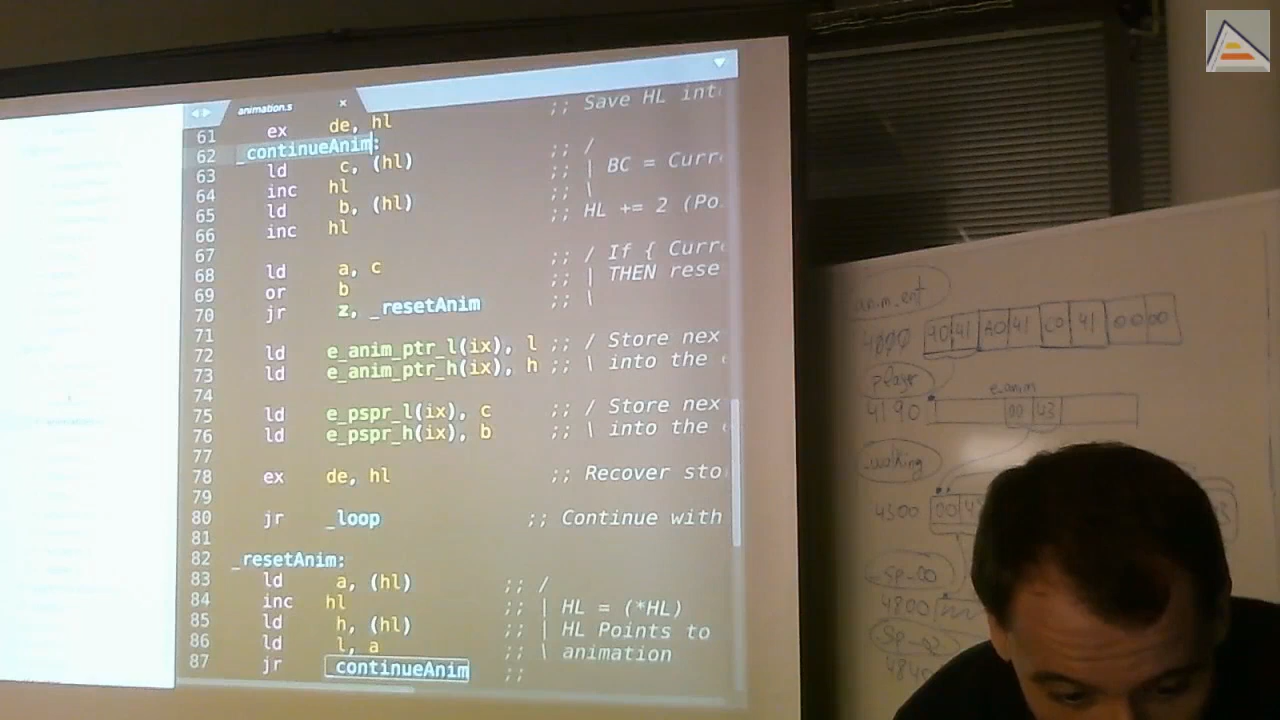 animation.s ×
61 ex de, hl ;; Save HL int
62 _continueAnim: ;; /
63 ld c, (hl) ;; | BC = Curr
64 inc hl ;; \
65 ld b, (hl) ;; HL += 2 (Po
66 inc hl
67 ;; / If { Curr
68 ld a, c ;; | THEN rese
69 or b ;; \
70 jr z, _resetAnim
71
72 ld e_anim_ptr_l(ix), l ;; / Store nex
73 ld e_anim_ptr_h(ix), h ;; \ into the
74
75 ld e_pspr_l(ix), c ;; / Store nex
76 ld e_pspr_h(ix), b ;; \ into the
77
78 ex de, hl ;; Recover sto
79
80 jr _loop ;; Continue with
81
82 _resetAnim:
83 ld a, (hl) ;; /
84 inc hl ;; | HL = (*HL)
85 ld h, (hl) ;; | HL Points to
86 ld l, a ;; \ animation
87 jr _continueAnim ;;
anim_ent
4000 90 41 A0 41 C0 41 00 00
player
e_anim
4190 00 43
walking
4300 00
Sp_00
4800
Sp_02